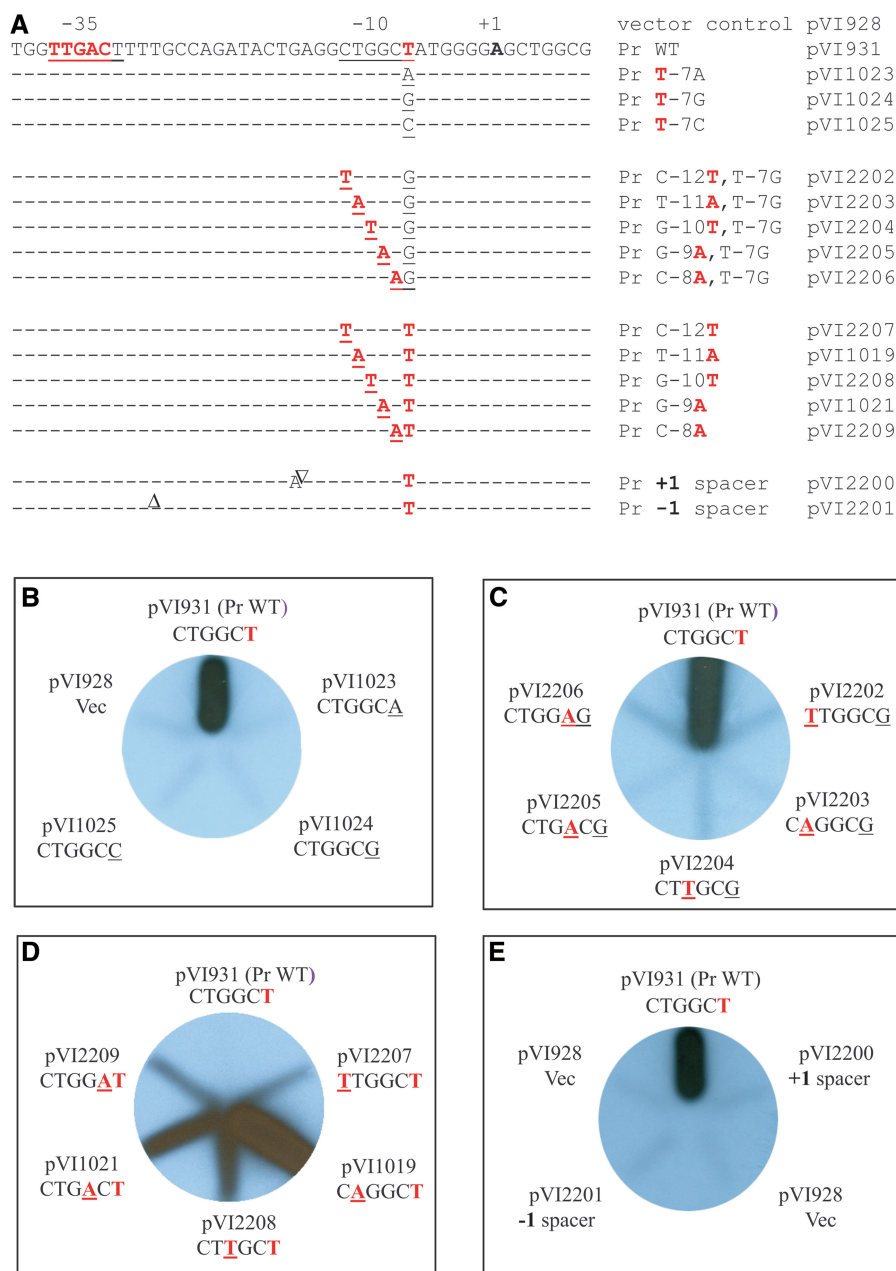 A
-35 -10 +1 vector control pVI928
TGGTTGACTTTTGCCAGATACTGAGGCTGGCTATGGGGAGCTGGCG Pr WT pVI931
-------------------------------A-------------- Pr T-7A pVI1023
-------------------------------G-------------- Pr T-7G pVI1024
-------------------------------C-------------- Pr T-7C pVI1025
--------------------------T----G-------------- Pr C-12T,T-7G pVI2202
---------------------------A---G-------------- Pr T-11A,T-7G pVI2203
----------------------------T--G-------------- Pr G-10T,T-7G pVI2204
-----------------------------A-G-------------- Pr G-9A,T-7G pVI2205
------------------------------AG-------------- Pr C-8A,T-7G pVI2206
--------------------------T----T-------------- Pr C-12T pVI2207
---------------------------A---T-------------- Pr T-11A pVI1019
----------------------------T--T-------------- Pr G-10T pVI2208
-----------------------------A-T-------------- Pr G-9A pVI1021
------------------------------AT-------------- Pr C-8A pVI2209
----------------------A∇--------T-------------- Pr +1 spacer pVI2200
-----------Δ--------------------T-------------- Pr -1 spacer pVI2201
B
pVI931 (Pr WT)
CTGGCT
pVI928
Vec
pVI1023
CTGGCA
pVI1025
CTGGCC
pVI1024
CTGGCG
C
pVI931 (Pr WT)
CTGGCT
pVI2206
CTGGAG
pVI2202
TTGGCG
pVI2205
CTGACG
pVI2203
CAGGCG
pVI2204
CTTGCG
D
pVI931 (Pr WT)
CTGGCT
pVI2209
CTGGAT
pVI2207
TTGGCT
pVI1021
CTGACT
pVI1019
CAGGCT
pVI2208
CTTGCT
E
pVI931 (Pr WT)
CTGGCT
pVI928
Vec
pVI2200
+1 spacer
pVI2201
-1 spacer
pVI928
Vec